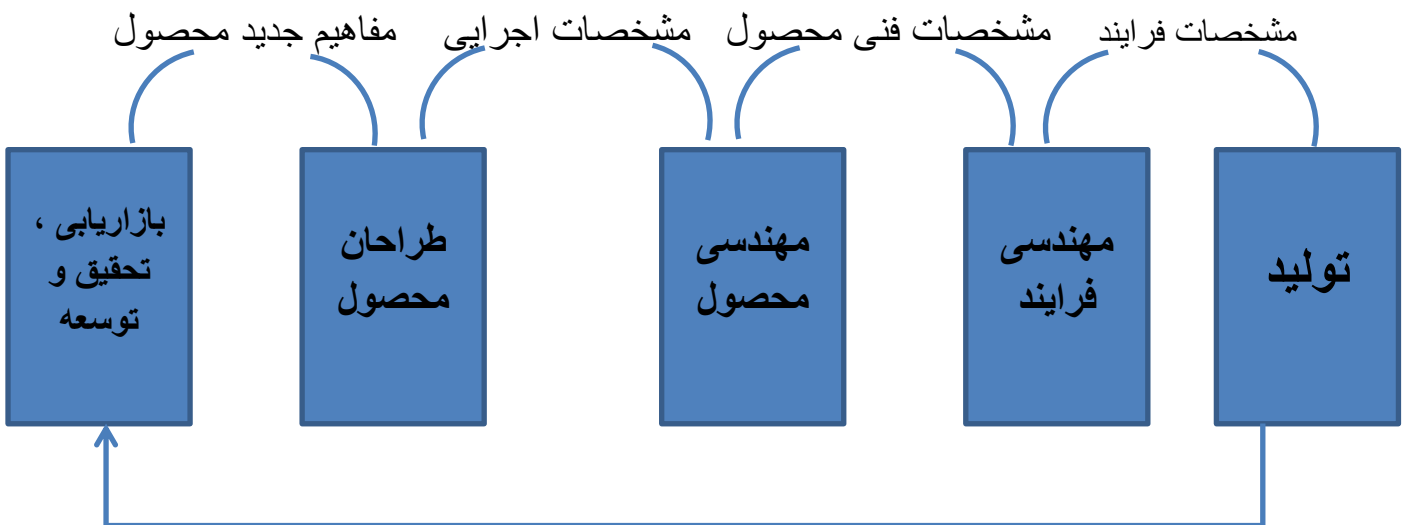 مشخصات فرایند
مشخصات فنی محصول
مشخصات اجرایی
مفاهیم جدید محصول
تولید
مهندسی
فرایند
مهندسی
محصول
طراحان
محصول
بازاریابی ،
تحقیق و
توسعه